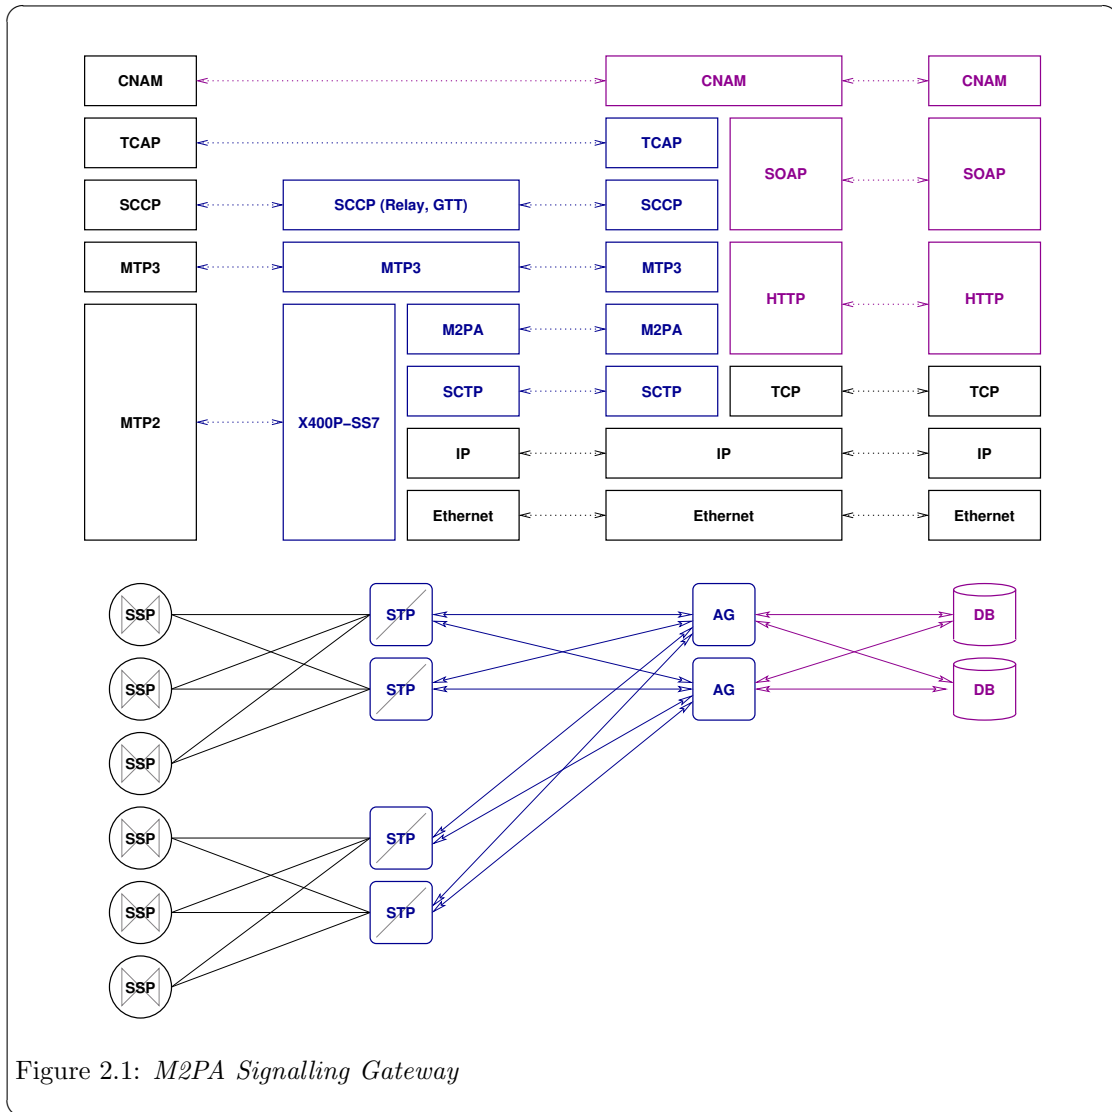 CNAM CNAM CNAM
TCAP TCAP SOAP SOAP
SCCP SCCP (Relay, GTT) SCCP
MTP3 MTP3 MTP3 HTTP HTTP
M2PA M2PA
SCTP SCTP TCP TCP
MTP2 X400P-SS7
IP IP IP
Ethernet Ethernet Ethernet
SSP STP AG DB
SSP STP AG DB
SSP
SSP STP
SSP STP
SSP
Figure 2.1: M2PA Signalling Gateway